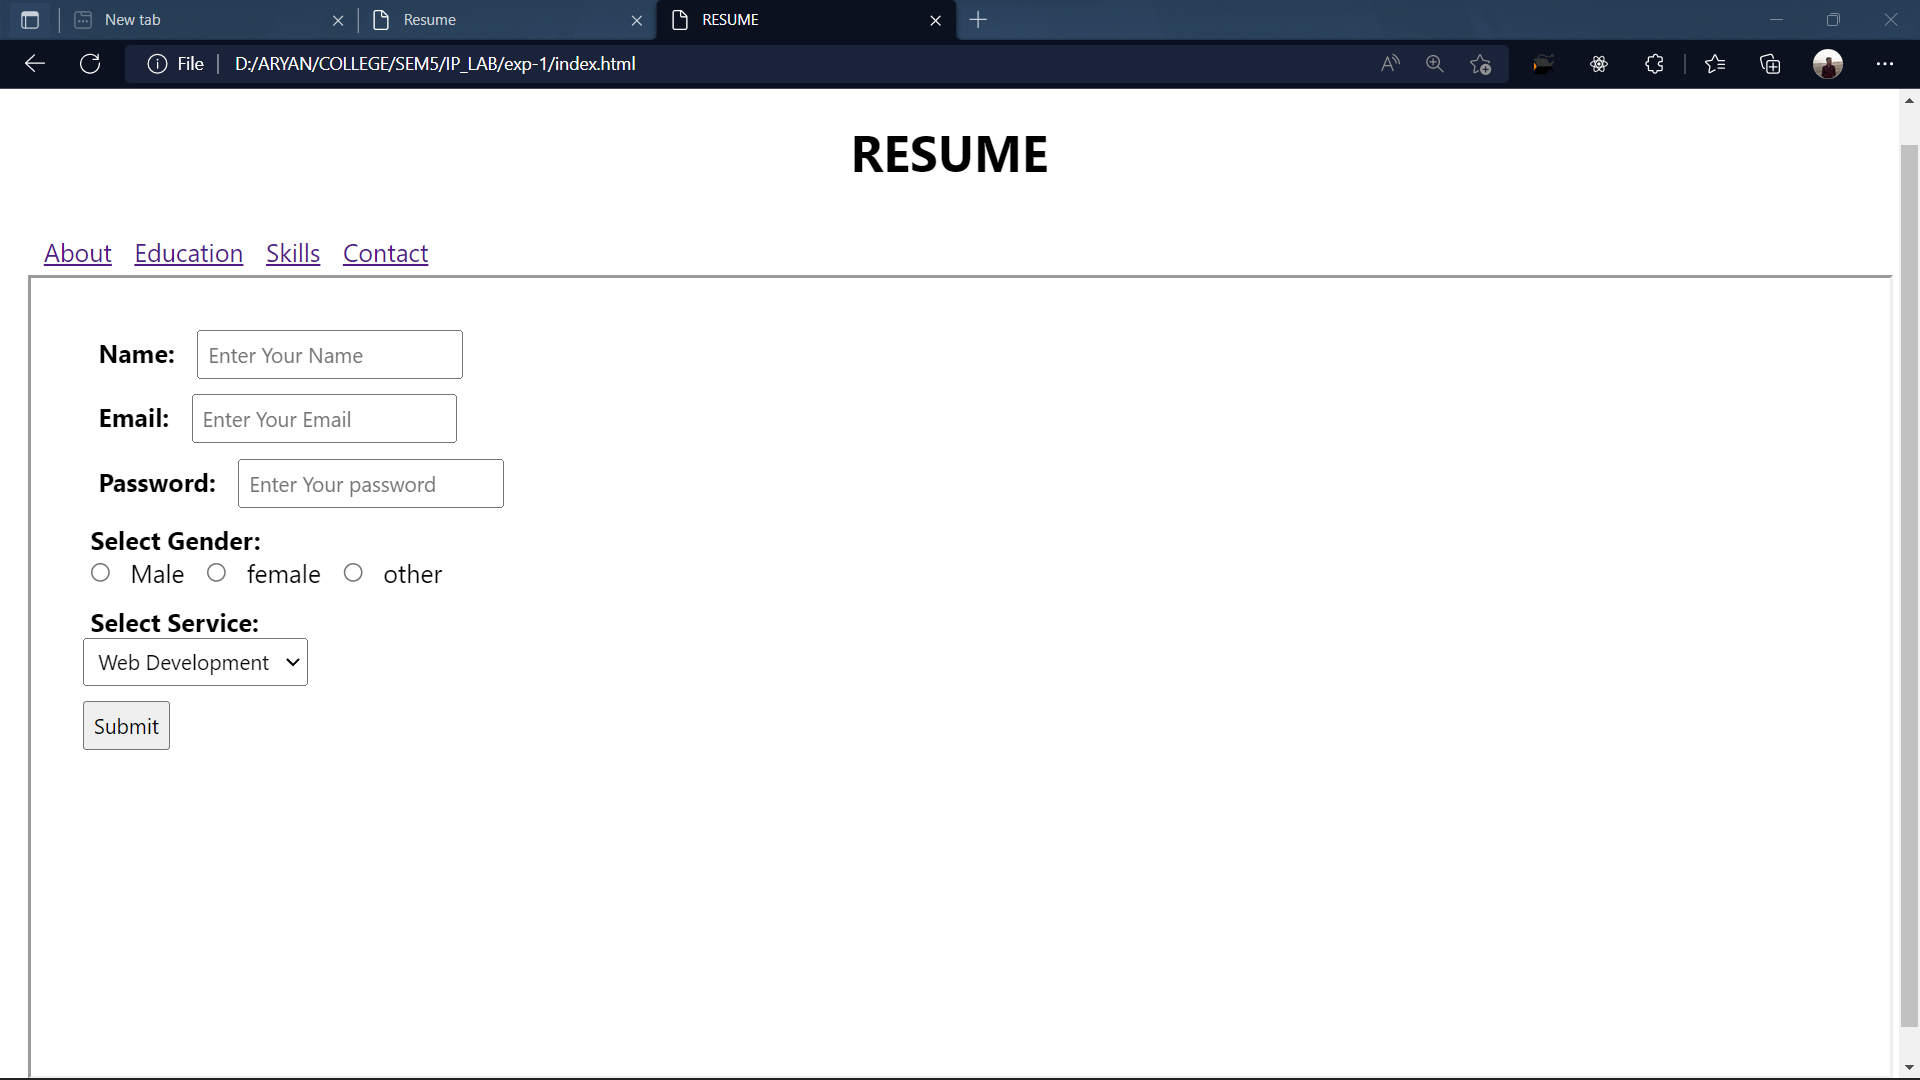 New tab
Resume
RESUME
File
D:/ARYAN/COLLEGE/SEM5/IP_LAB/exp-1/index.html
RESUME
About Education Skills Contact
Name: Enter Your Name
Email: Enter Your Email
Password: Enter Your password
Select Gender:
Male female other
Select Service:
Web Development
Submit